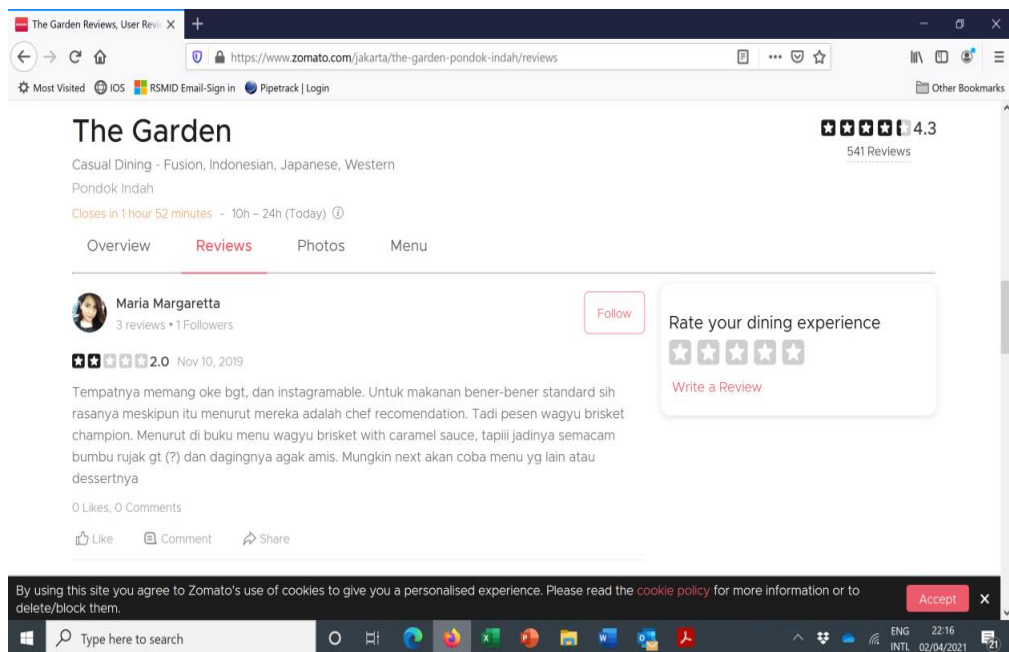 The Garden Reviews, User Revi
https://www.zomato.com/jakarta/the-garden-pondok-indah/reviews
Most Visited IOS RSMID Email-Sign in Pipetrack | Login Other Bookmarks
The Garden
4.3
Casual Dining - Fusion, Indonesian, Japanese, Western
541 Reviews
Pondok Indah
Closes in 1 hour 52 minutes - 10h – 24h (Today)
Overview Reviews Photos Menu
Maria Margaretta
3 reviews • 1 Followers
Follow
2.0 Nov 10, 2019
Tempatnya memang oke bgt, dan instagramable. Untuk makanan bener-bener standard sih
rasanya meskipun itu menurut mereka adalah chef recomendation. Tadi pesen wagyu brisket
champion. Menurut di buku menu wagyu brisket with caramel sauce, tapiii jadinya semacam
bumbu rujak gt (?) dan dagingnya agak amis. Mungkin next akan coba menu yg lain atau
dessertnya
0 Likes, 0 Comments
Like Comment Share
Rate your dining experience
Write a Review
By using this site you agree to Zomato's use of cookies to give you a personalised experience. Please read the cookie policy for more information or to
delete/block them.
Accept X
Type here to search
ENG 22:16
INTL 02/04/2021
21